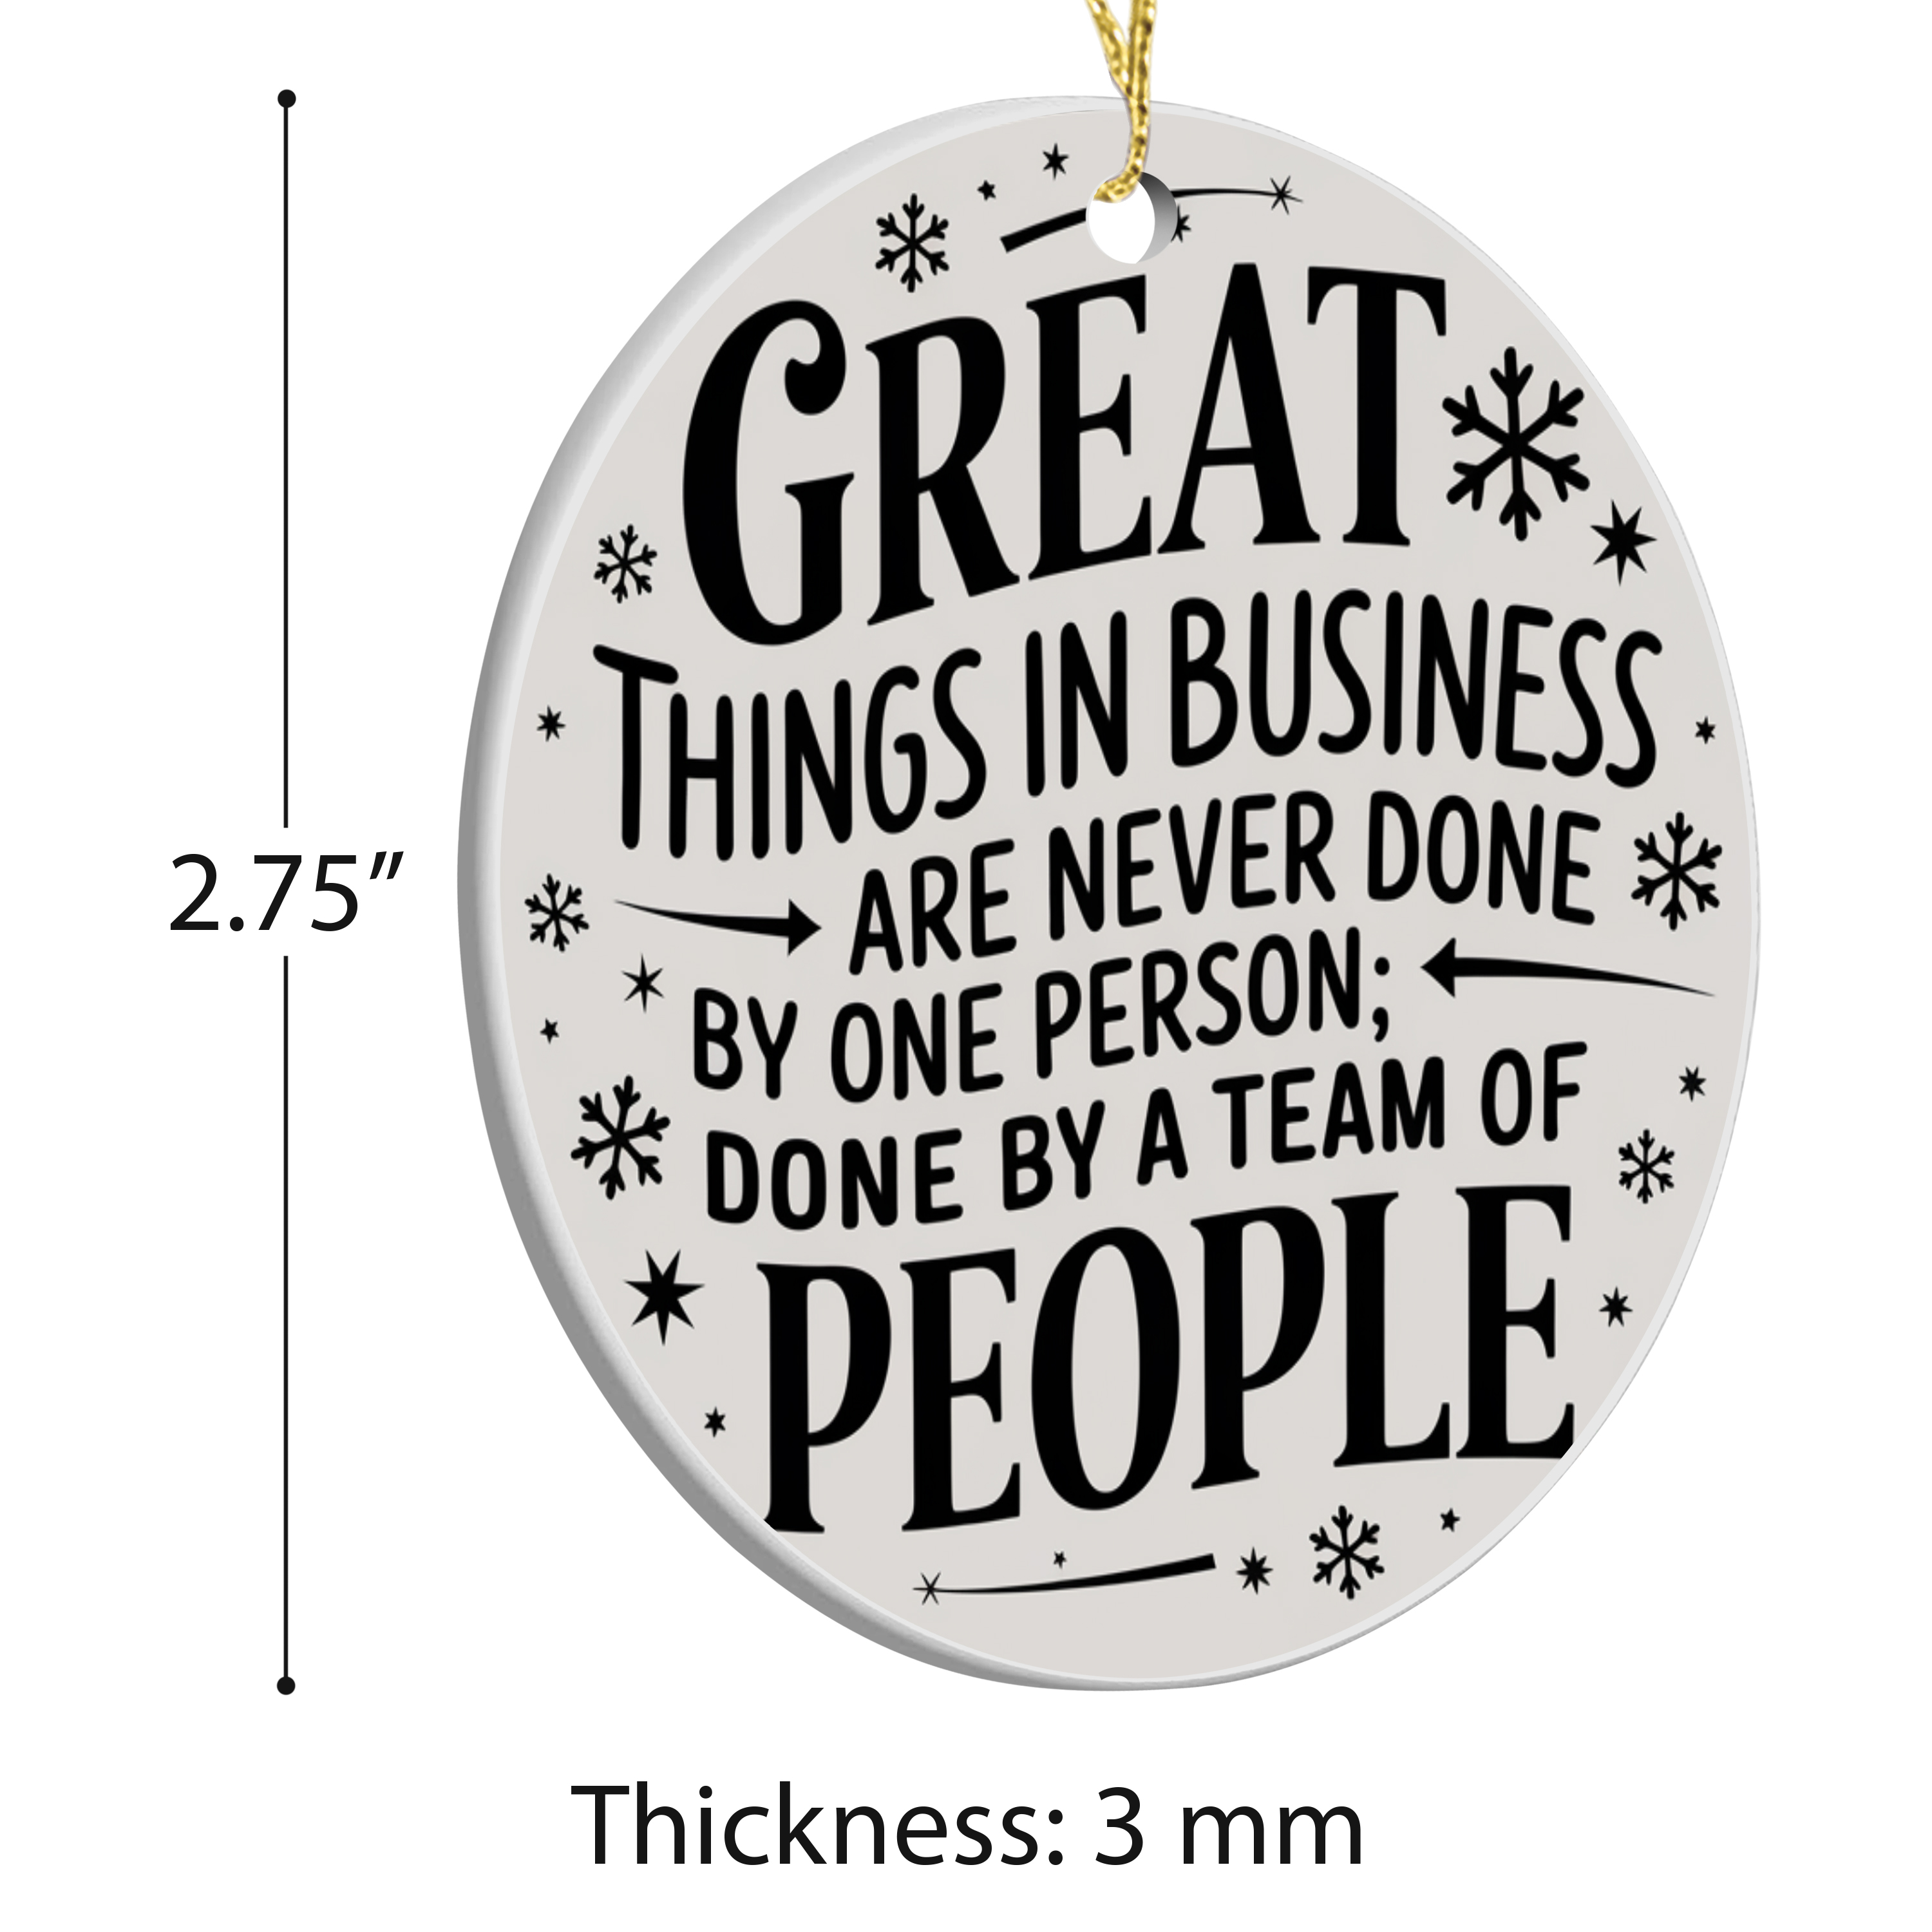 GREAT
THINGS IN BUSINESS
ARE NEVER DONE
BY ONE PERSON;
DONE BY A TEAM OF
PEOPLE
2.75"
Thickness: 3 mm